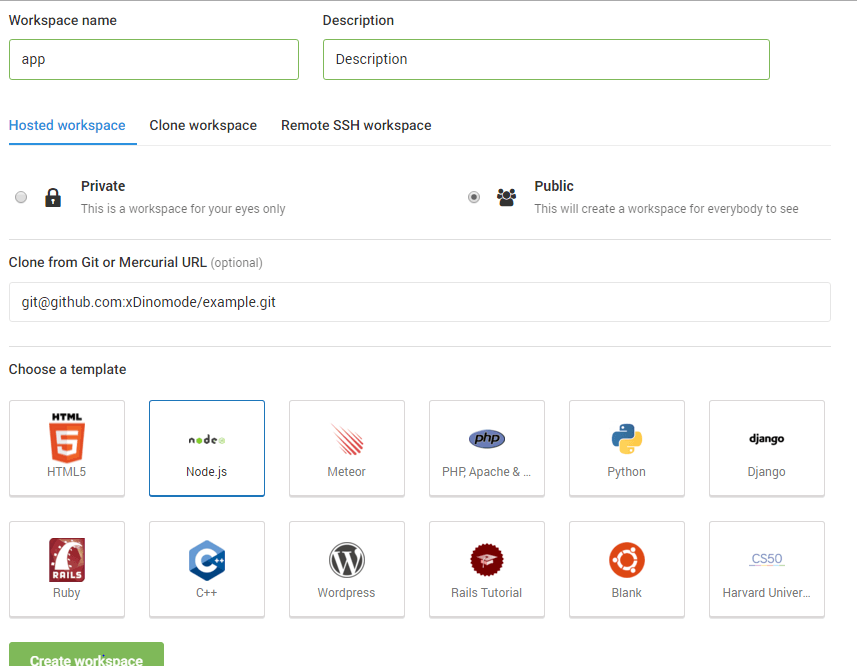 Workspace name
Description
app
Description
Hosted workspace
Clone workspace
Remote SSH workspace
Private
This is a workspace for your eyes only
Public
This will create a workspace for everybody to see
Clone from Git or Mercurial URL (optional)
git@github.com:xDinomode/example.git
Choose a template
HTML
5
HTML5
node
Node.js
Meteor
php
PHP, Apache & ...
Python
django
Django
RAILS
Ruby
C++
C++
W
Wordpress
Rails Tutorial
Blank
CS50
Harvard Univer...
Create workspace